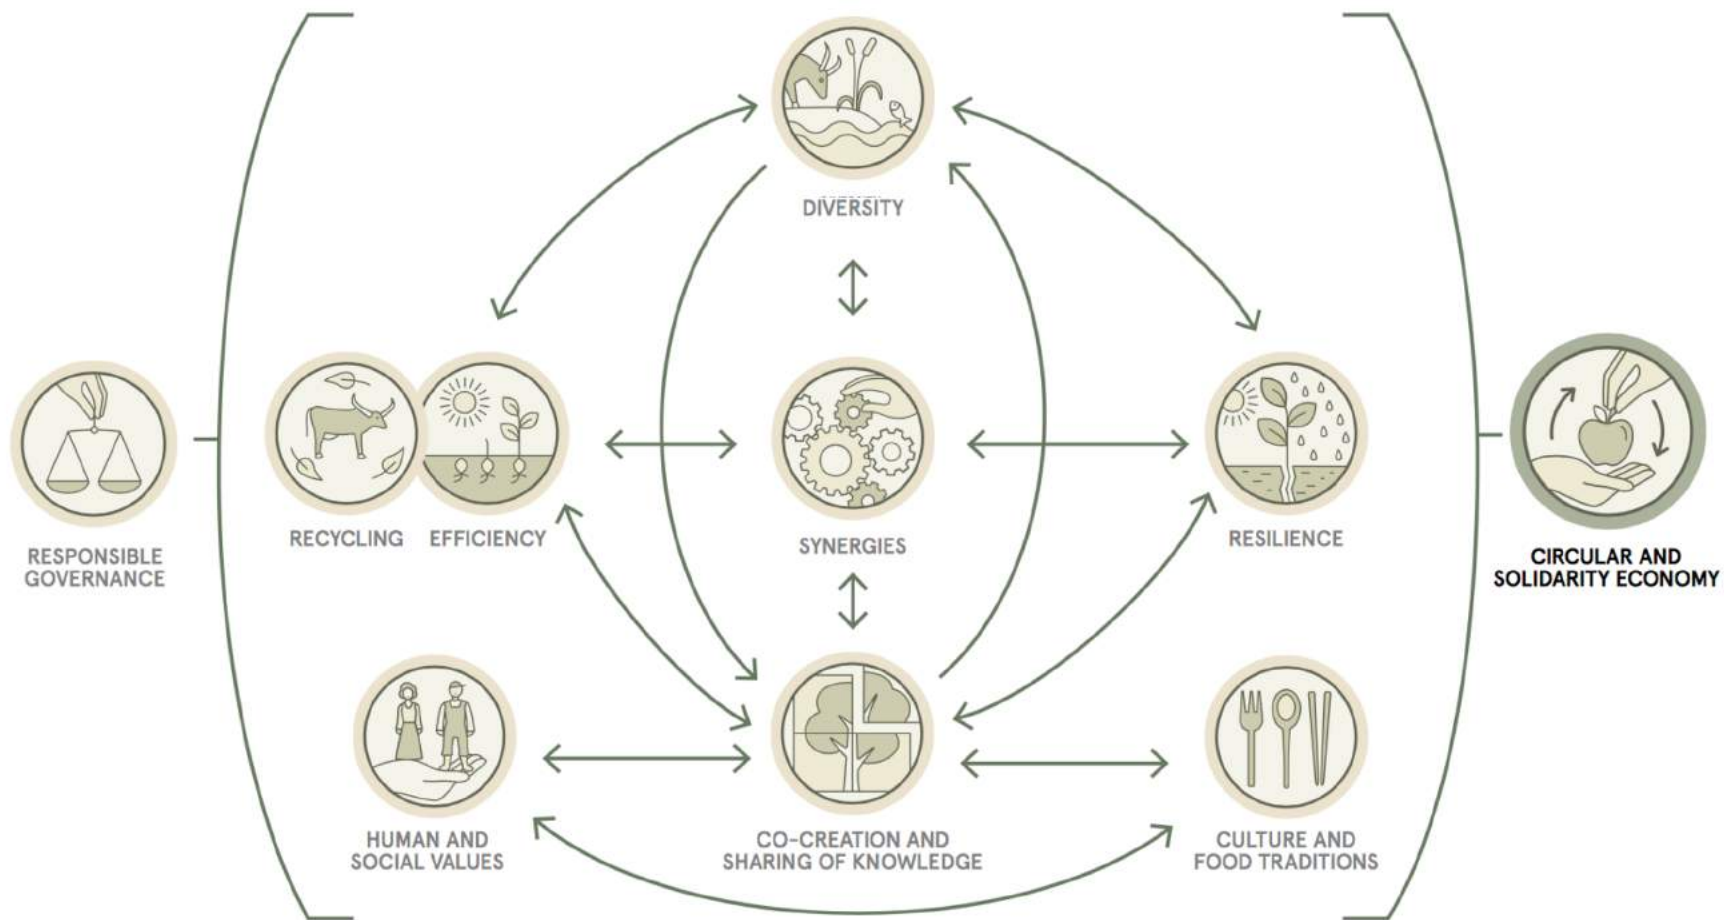 DIVERSITY
RECYCLING
EFFICIENCY
SYNERGIES
RESILIENCE
RESPONSIBLE
GOVERNANCE
CIRCULAR AND
SOLIDARITY ECONOMY
HUMAN AND
SOCIAL VALUES
CO-CREATION AND
SHARING OF KNOWLEDGE
CULTURE AND
FOOD TRADITIONS